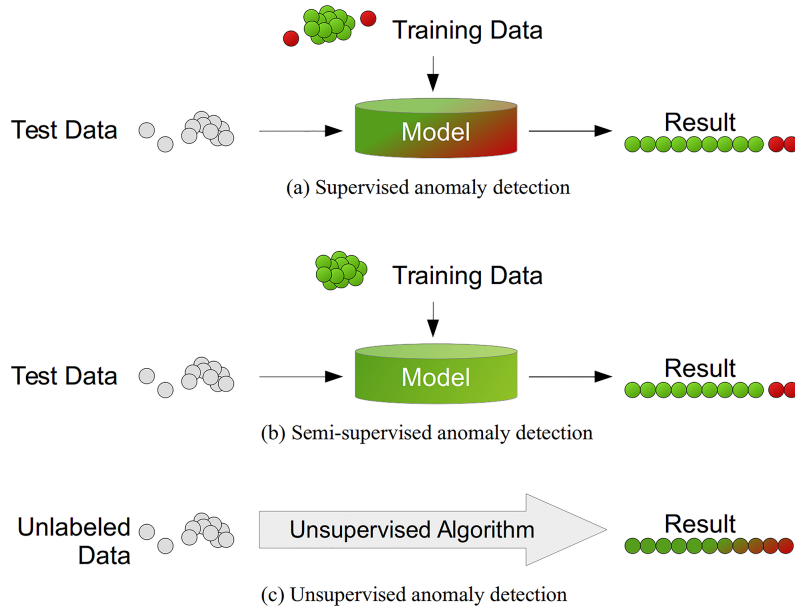 Training Data
Test Data
Model
Result
(a) Supervised anomaly detection
Training Data
Test Data
Model
Result
(b) Semi-supervised anomaly detection
Unlabeled
Data
Unsupervised Algorithm
Result
(c) Unsupervised anomaly detection